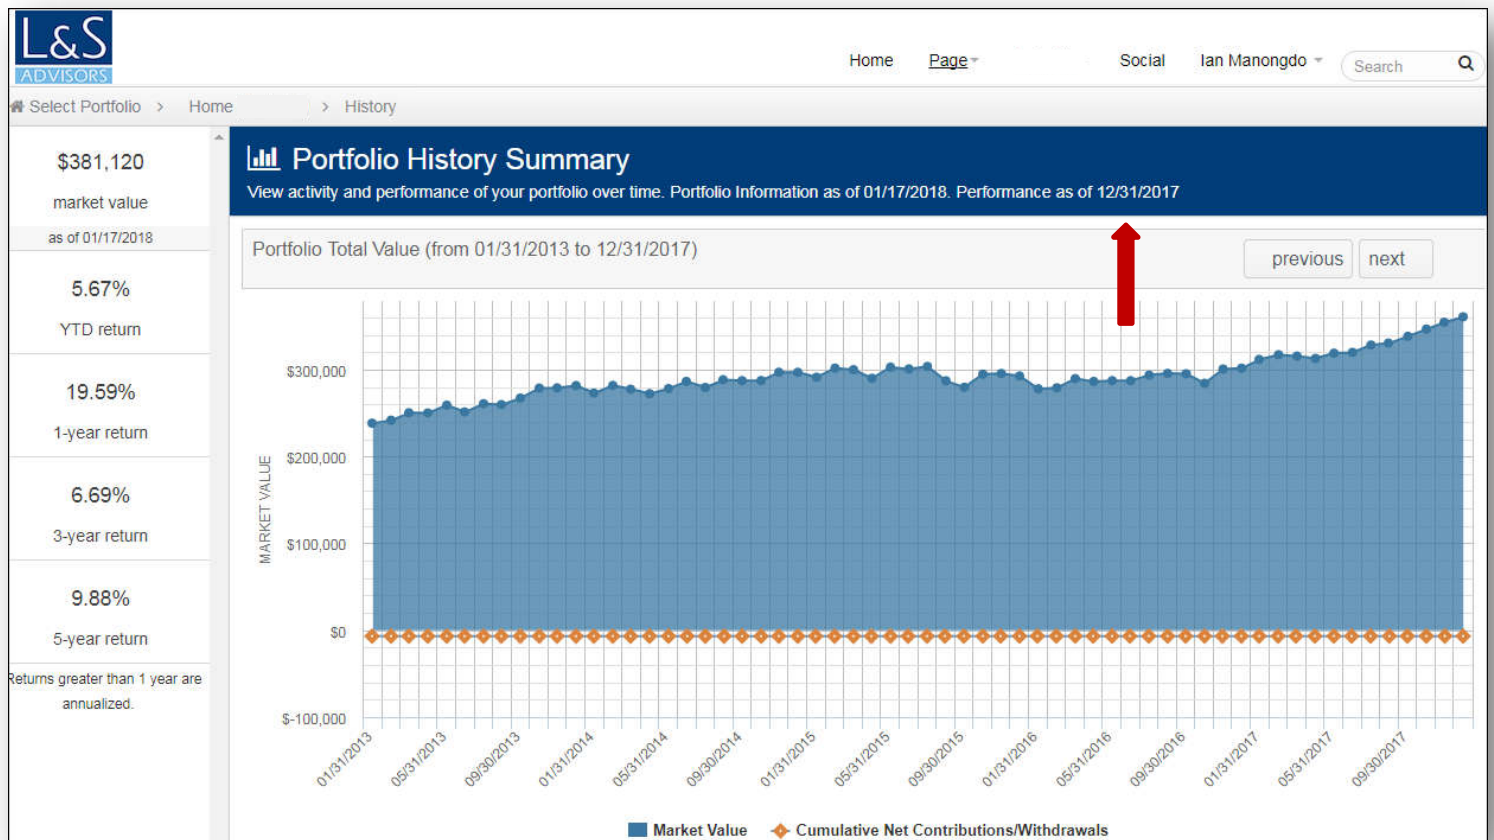 L&S
ADVISORS
Home Page Social Ian Manongdo Search
Select Portfolio > Home > History
$381,120
market value
as of 01/17/2018
5.67%
YTD return
19.59%
1-year return
6.69%
3-year return
9.88%
5-year return
Returns greater than 1 year are
annualized.
Portfolio History Summary
View activity and performance of your portfolio over time. Portfolio Information as of 01/17/2018. Performance as of 12/31/2017
Portfolio Total Value (from 01/31/2013 to 12/31/2017)
previous next
MARKET VALUE
$300,000
$200,000
$100,000
$0
$-100,000
01/31/2013 05/31/2013 09/30/2013 01/31/2014 05/31/2014 09/30/2014 01/31/2015 05/31/2015 09/30/2015 01/31/2016 05/31/2016 09/30/2016 01/31/2017 05/31/2017 09/30/2017
Market Value Cumulative Net Contributions/Withdrawals